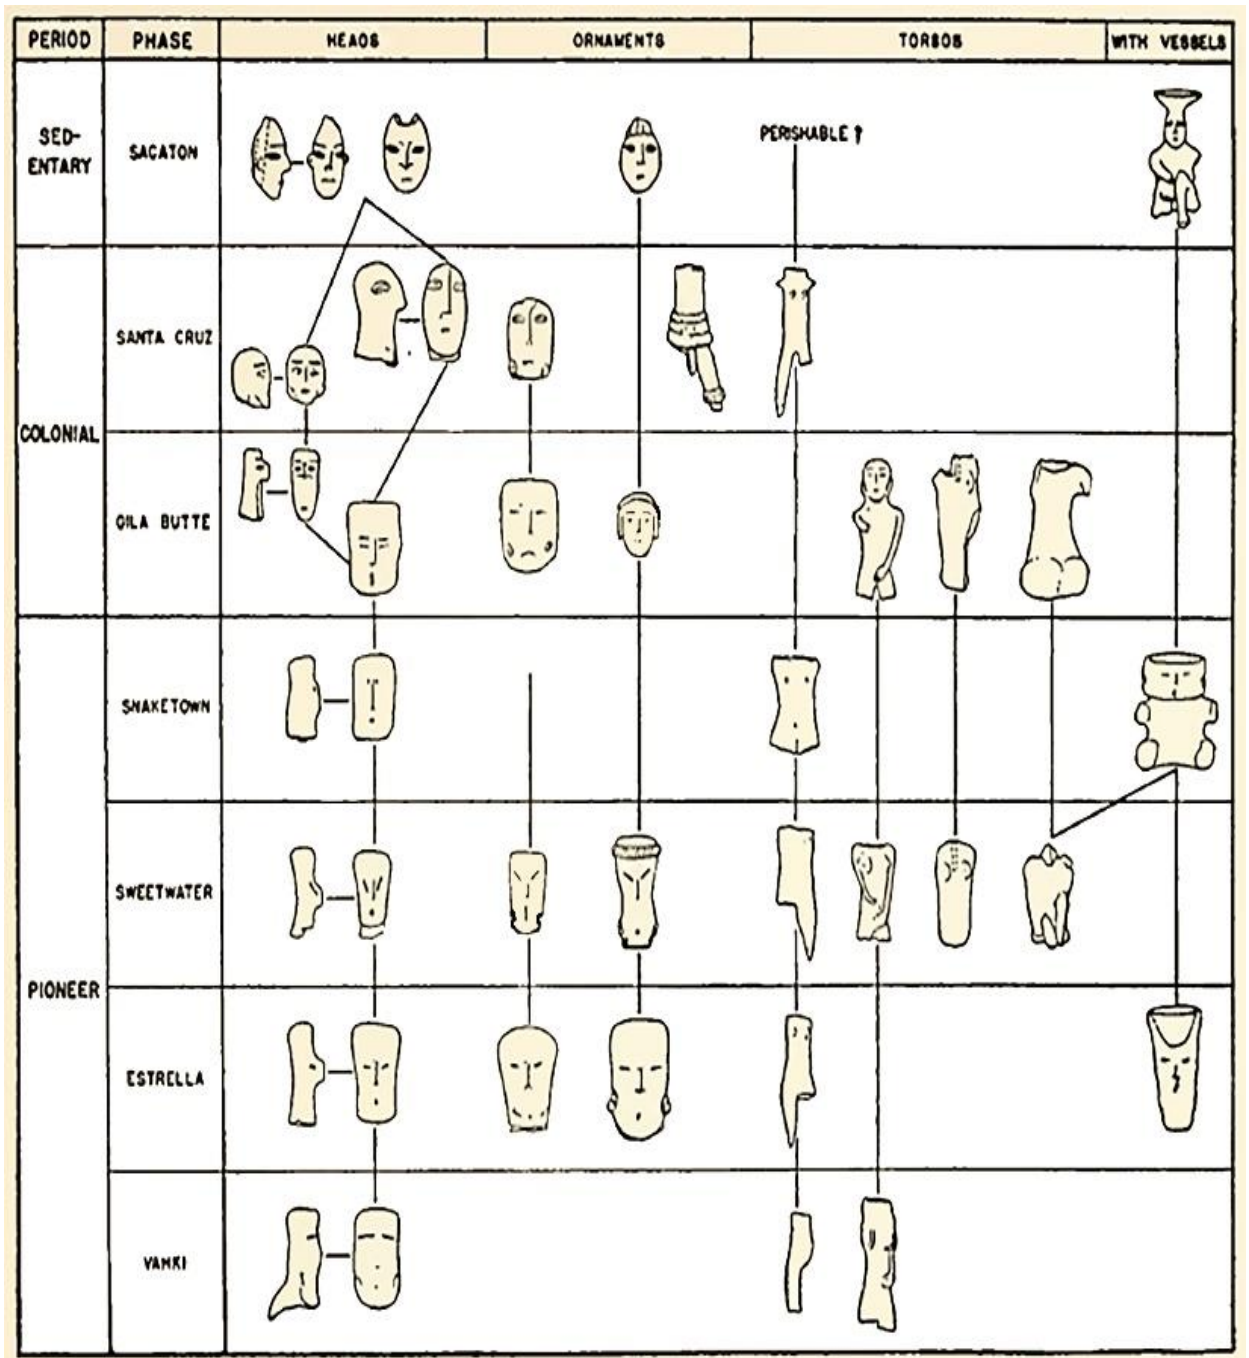 PERIOD PHASE HEADS ORNAMENTS TORSOS WITH VESSELS
SED-
ENTARY
SACATON
PERISHABLE ?
SANTA CRUZ
COLONIAL
GILA BUTTE
SNAKETOWN
SWEETWATER
PIONEER
ESTRELLA
VAHKI